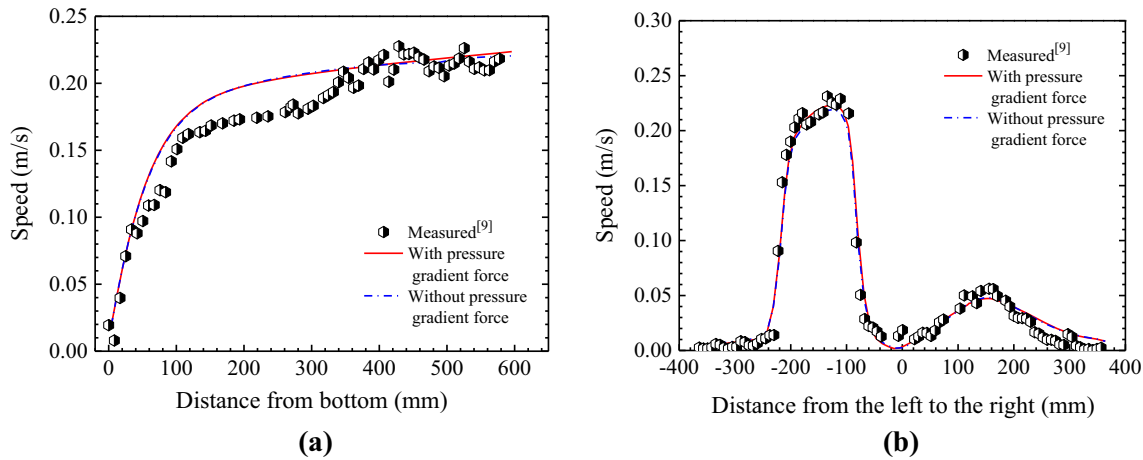 0.25
0.20
0.15
0.10
0.05
0.00
Speed (m/s)
Measured[9]
With pressure
gradient force
Without pressure
gradient force
0 100 200 300 400 500 600
Distance from bottom (mm)
(a)
0.30
0.25
0.20
0.15
0.10
0.05
0.00
Speed (m/s)
Measured[9]
With pressure
gradient force
Without pressure
gradient force
-400 -300 -200 -100 0 100 200 300 400
Distance from the left to the right (mm)
(b)